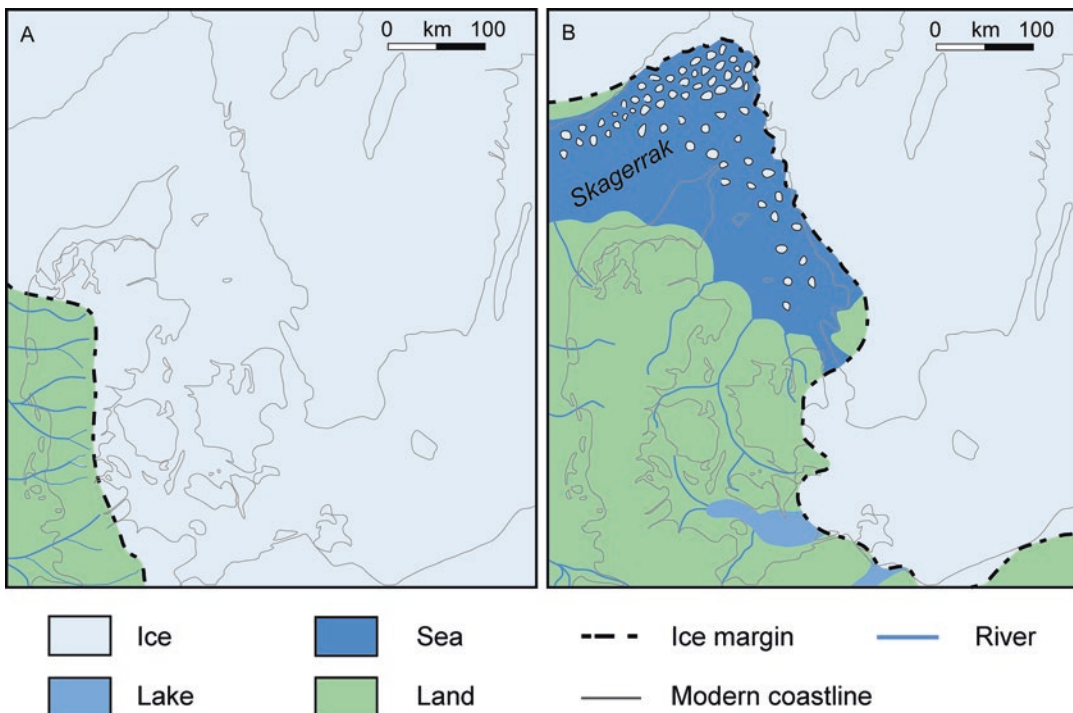 A
0 km 100
B
0 km 100
Skagerrak
Ice
Sea
Ice margin
River
Lake
Land
Modern coastline